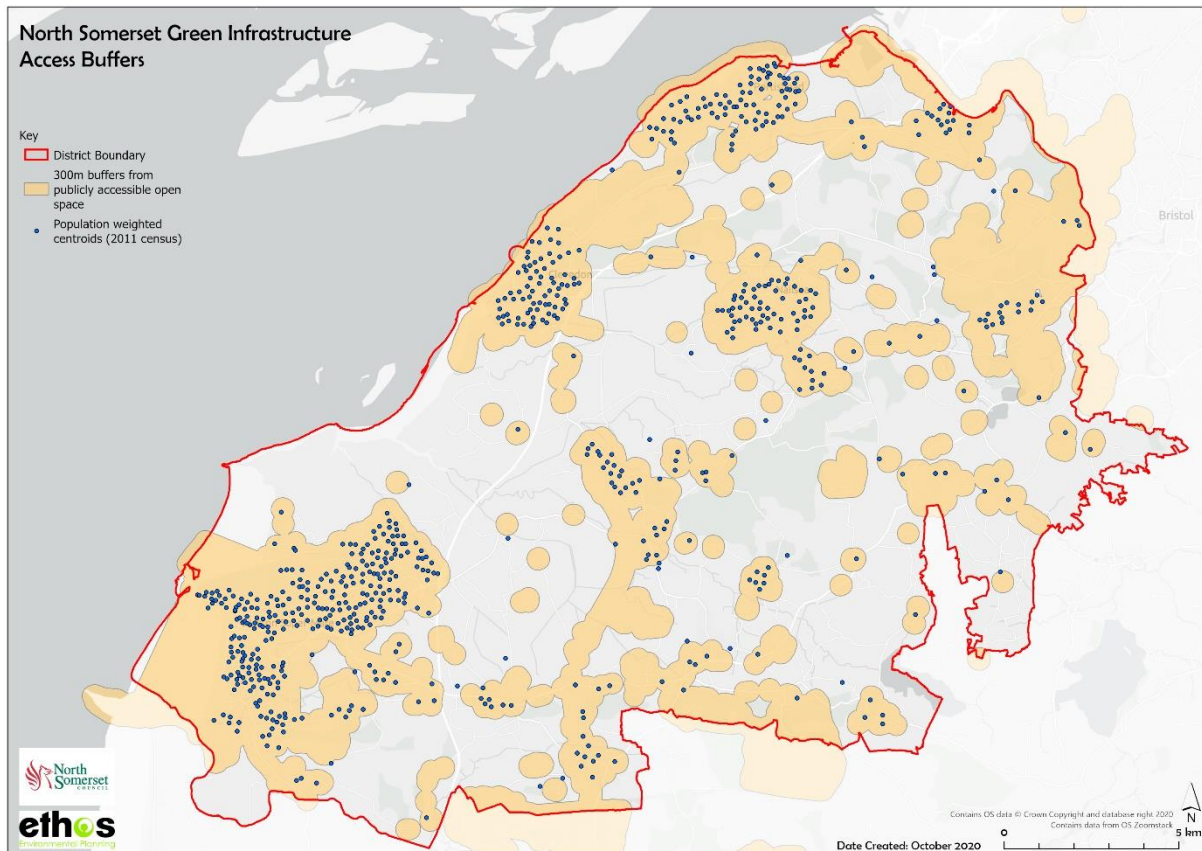 North Somerset Green Infrastructure
Access Buffers
Key
District Boundary
300m buffers from
publicly accessible open
space
Population weighted
centroids (2011 census)
Clevedon
Bristol
North
Somerset
COUNCIL
ethos
Environmental Planning
Contains OS data © Crown Copyright and database right 2020
Contains data from OS Zoomstack
N
0
5 km
Date Created: October 2020